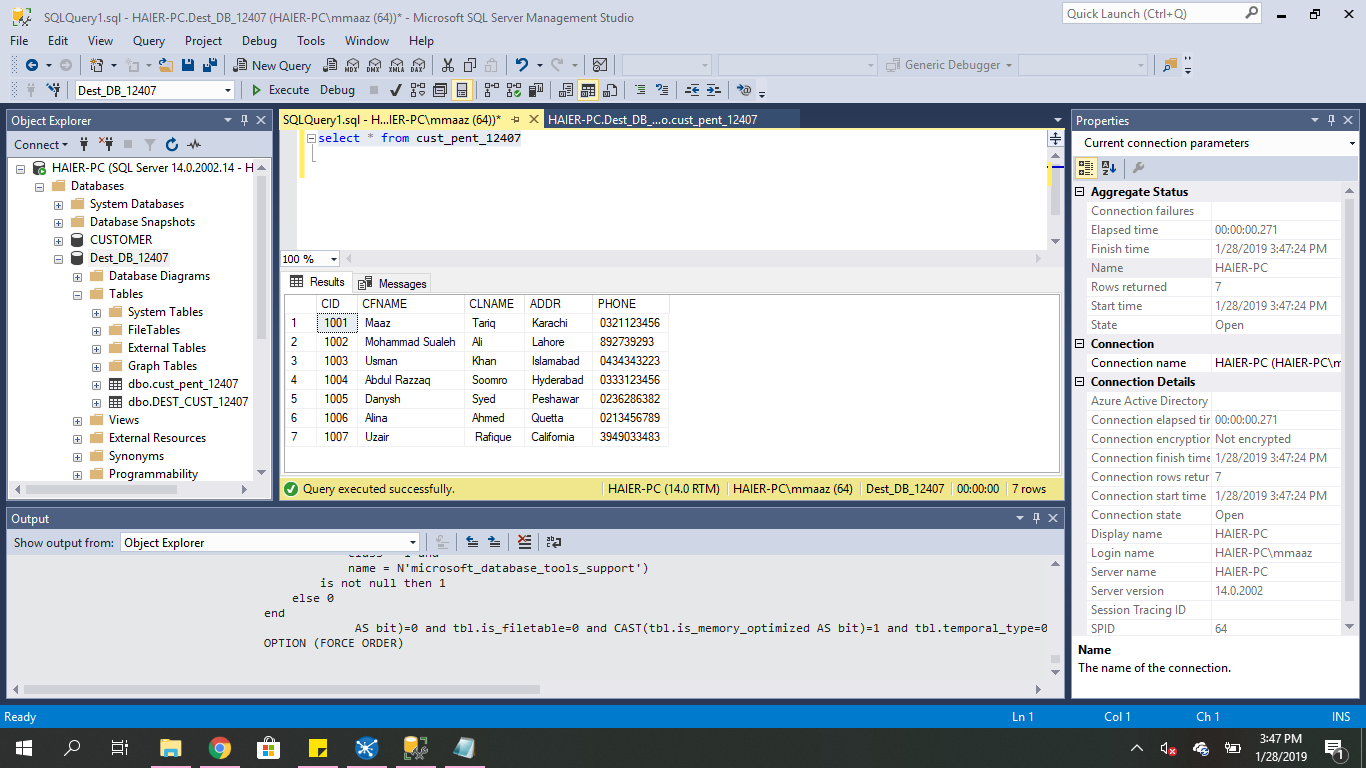 SQLQuery1.sql - HAIER-PC.Dest_DB_12407 (HAIER-PC\mmaaz (64))* - Microsoft SQL Server Management Studio
Quick Launch (Ctrl+Q)
File Edit View Query Project Debug Tools Window Help
New Query MDX DMX XMLA DAX Generic Debugger
Dest_DB_12407 Execute Debug
Object Explorer
Connect
HAIER-PC (SQL Server 14.0.2002.14 - H
Databases
System Databases
Database Snapshots
CUSTOMER
Dest_DB_12407
Database Diagrams
Tables
System Tables
FileTables
External Tables
Graph Tables
dbo.cust_pent_12407
dbo.DEST_CUST_12407
Views
External Resources
Synonyms
Programmability
SQLQuery1.sql - H...IER-PC\mmaaz (64))* HAIER-PC.Dest_DB_...o.cust_pent_12407
select * from cust_pent_12407
100 %
Results Messages
CID CFNAME CLNAME ADDR PHONE
1 1001 Maaz Tariq Karachi 0321123456
2 1002 Mohammad Sualeh Ali Lahore 892739293
3 1003 Usman Khan Islamabad 0434343223
4 1004 Abdul Razzaq Soomro Hyderabad 0333123456
5 1005 Danysh Syed Peshawar 0236286382
6 1006 Alina Ahmed Quetta 0213456789
7 1007 Uzair Rafique California 3949033483
Query executed successfully. HAIER-PC (14.0 RTM) HAIER-PC\mmaaz (64) Dest_DB_12407 00:00:00 7 rows
Properties
Current connection parameters
Aggregate Status
Connection failures
Elapsed time 00:00:00.271
Finish time 1/28/2019 3:47:24 PM
Name HAIER-PC
Rows returned 7
Start time 1/28/2019 3:47:24 PM
State Open
Connection
Connection name HAIER-PC (HAIER-PC\m
Connection Details
Azure Active Directory
Connection elapsed tir 00:00:00.271
Connection encryption Not encrypted
Connection finish time 1/28/2019 3:47:24 PM
Connection rows retur 7
Connection start time 1/28/2019 3:47:24 PM
Connection state Open
Display name HAIER-PC
Login name HAIER-PC\mmaaz
Server name HAIER-PC
Server version 14.0.2002
Session Tracing ID
SPID 64
Name
The name of the connection.
Output
Show output from: Object Explorer
name = N'microsoft_database_tools_support')
is not null then 1
else 0
end
AS bit)=0 and tbl.is_filetable=0 and CAST(tbl.is_memory_optimized AS bit)=1 and tbl.temporal_type=0
OPTION (FORCE ORDER)
Ready Ln 1 Col 1 Ch 1 INS
3:47 PM
1/28/2019
1